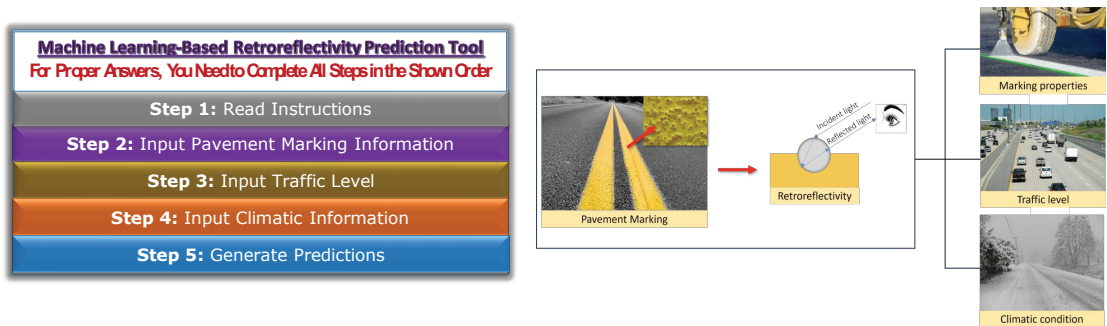 Machine Learning-Based Retroreflectivity Prediction Tool
For Proper Answers, You Need to Complete All Steps in the Shown Order
Step 1: Read Instructions
Step 2: Input Pavement Marking Information
Step 3: Input Traffic Level
Step 4: Input Climatic Information
Step 5: Generate Predictions
Pavement Marking
Incident light
Reflected light
Retroreflectivity
Marking properties
Traffic level
Climatic condition